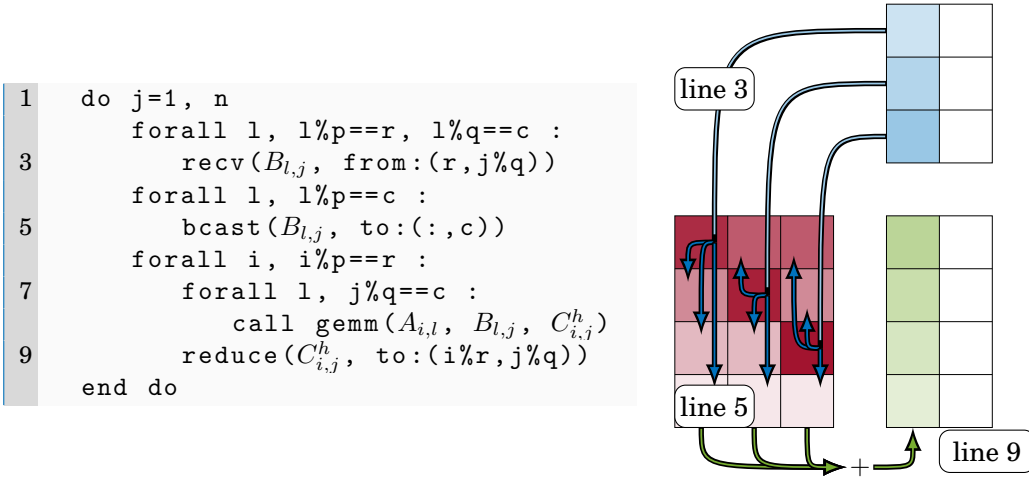 1 do j=1, n
forall l, l%p==r, l%q==c :
3 recv(B_{l,j}, from:(r,j%q))
forall l, l%p==c :
5 bcast(B_{l,j}, to:(:,c))
forall i, i%p==r :
7 forall l, j%q==c :
call gemm(A_{i,l}, B_{l,j}, C^h_{i,j})
9 reduce(C^h_{i,j}, to:(i%r,j%q))
end do
line 3
line 5
+
line 9